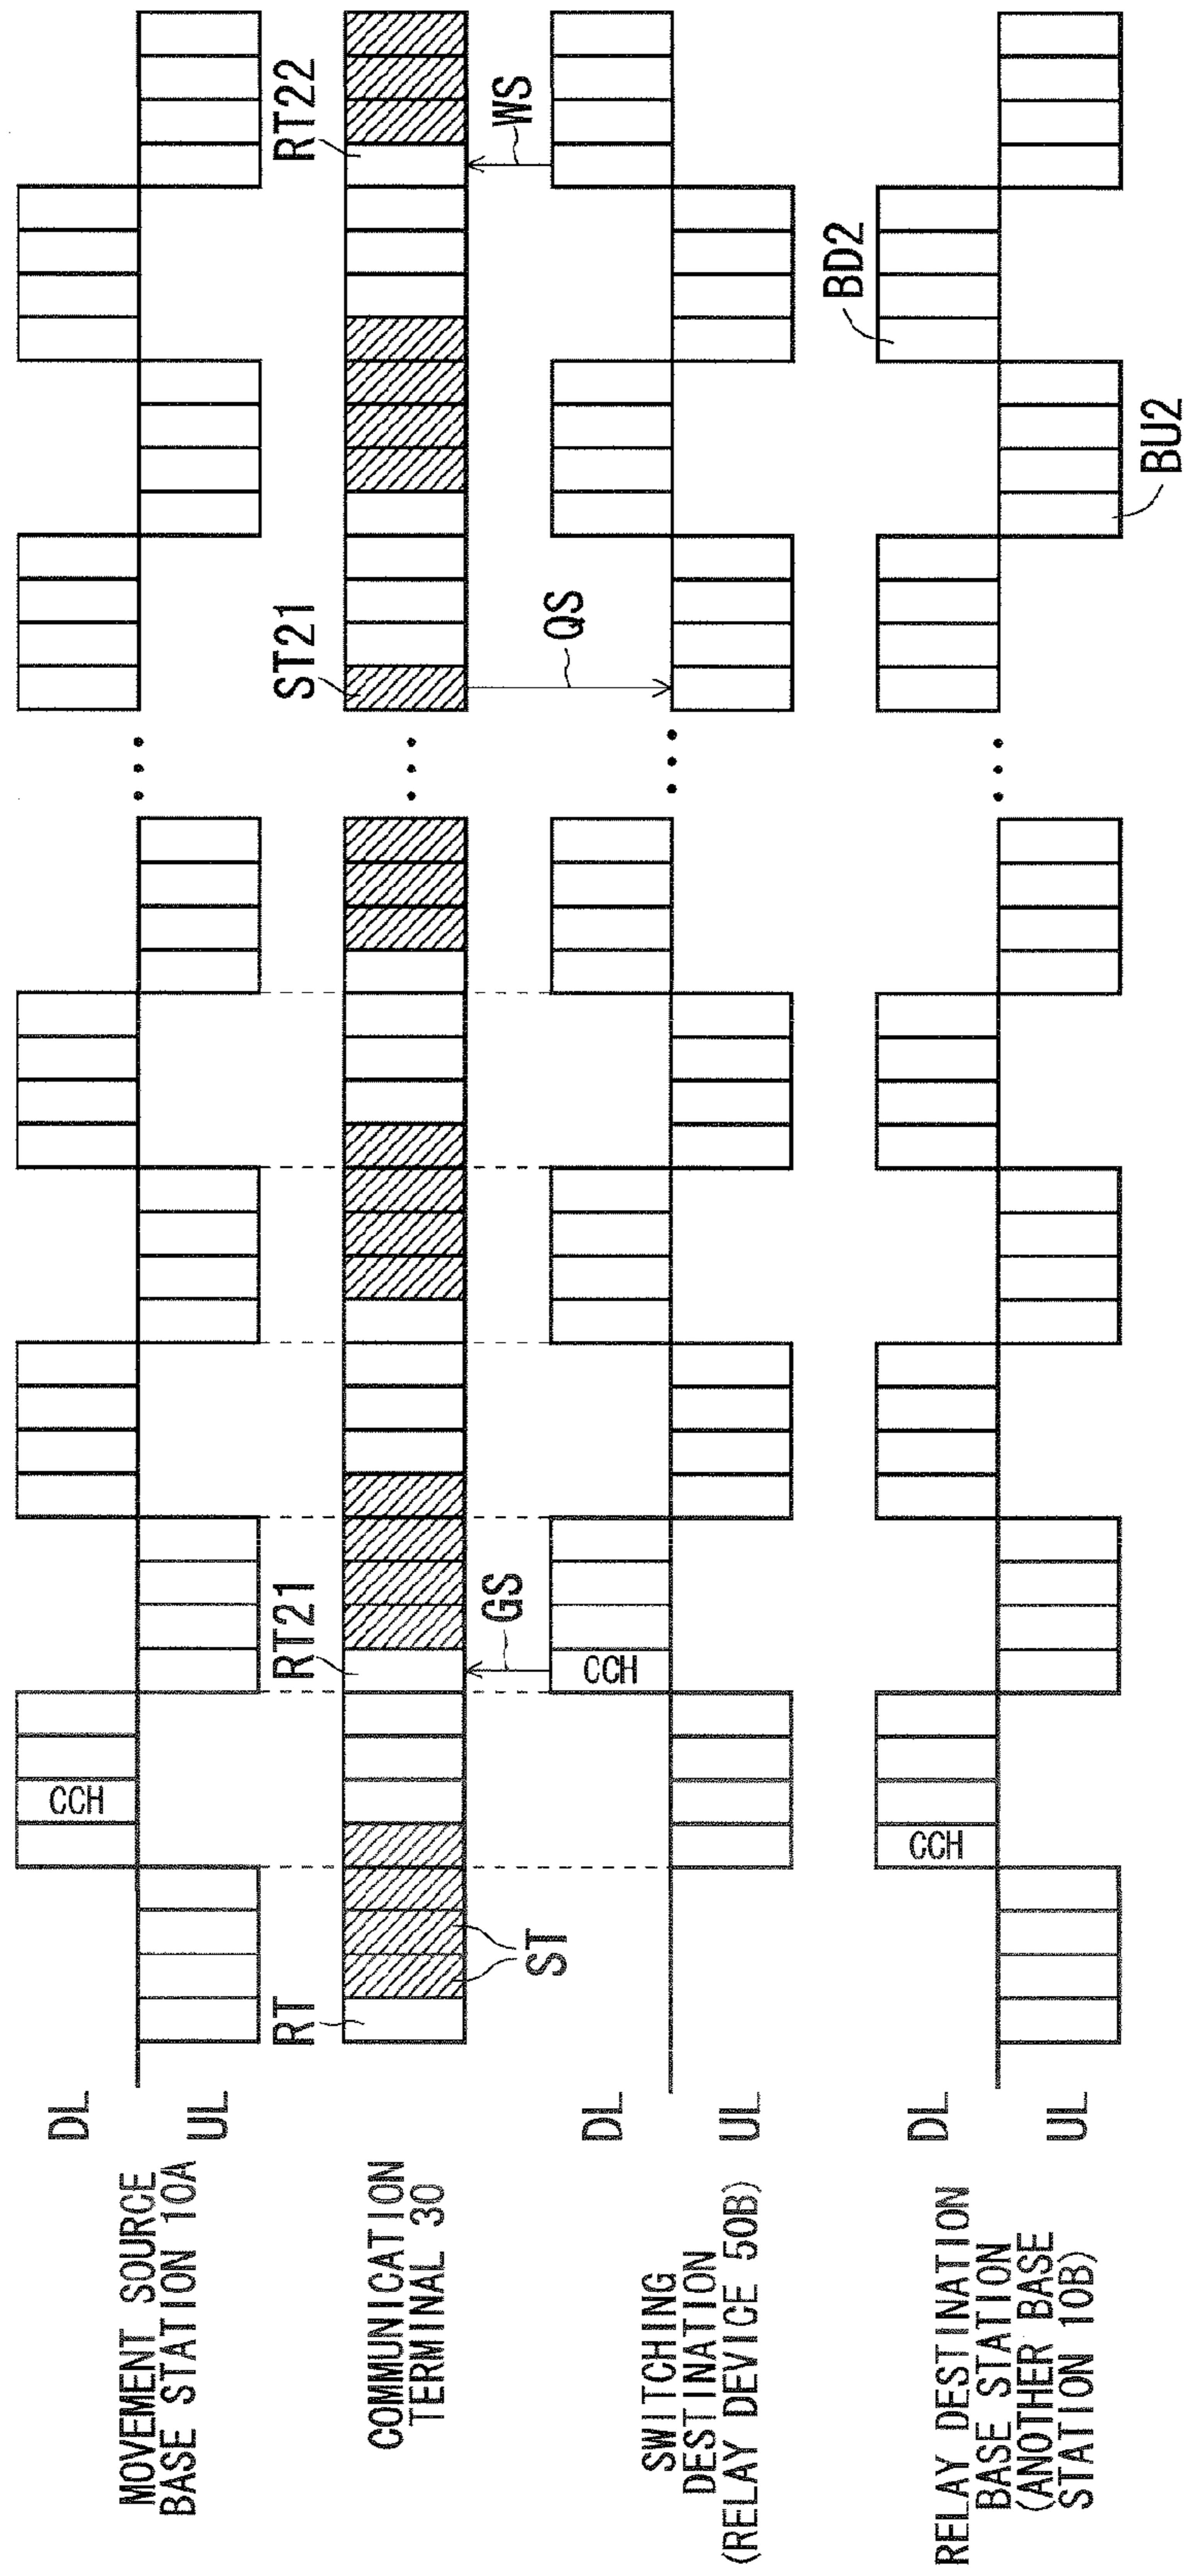 MOVEMENT SOURCE
BASE STATION 10A
DL
UL
CCH
COMMUNICATION
TERMINAL 30
RT
ST
RT21
ST21
RT22
GS
QS
WS
SWITCHING
DESTINATION
(RELAY DEVICE 50B)
DL
UL
CCH
RELAY DESTINATION
BASE STATION
(ANOTHER BASE
STATION 10B)
DL
UL
CCH
BD2
BU2